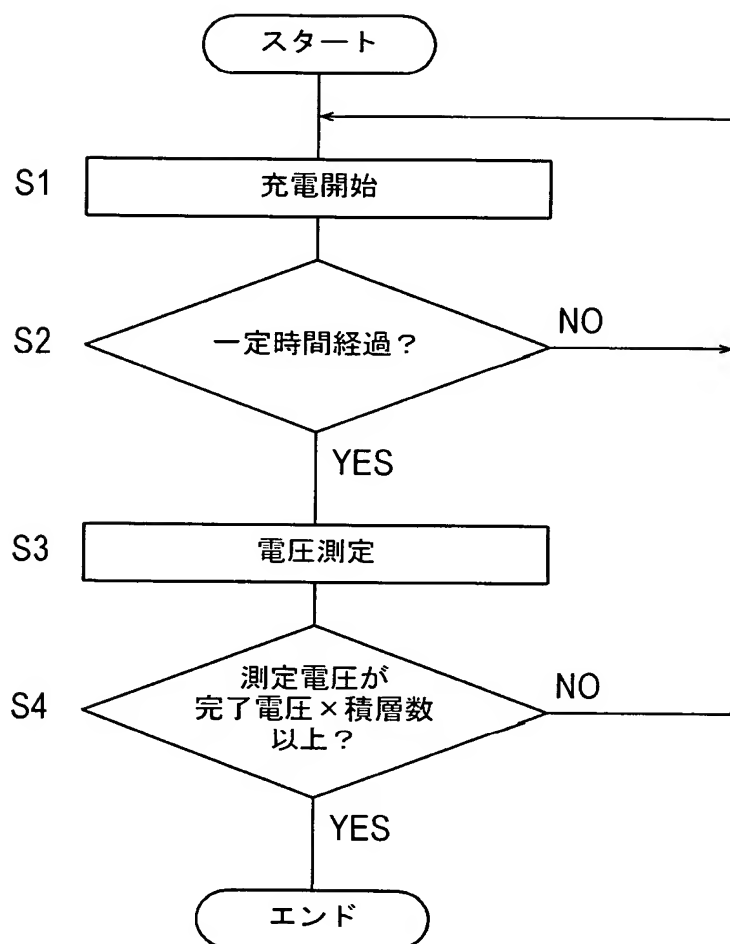 スタート
S1
充電開始
S2
一定時間経過?
NO
YES
S3
電圧測定
S4
測定電圧が
完了電圧×積層数
以上?
NO
YES
エンド